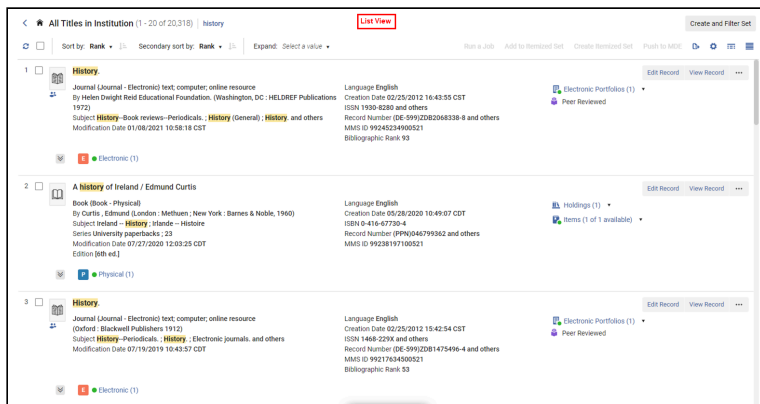 All Titles in Institution (1 - 20 of 20,318) | history
List View
Create and Filter Set
Sort by: Rank Secondary sort by: Rank Expand: Select a value
Run a Job Add to Itemized Set Create Itemized Set Push to MDE
1 History.
Edit Record View Record ...
Journal (Journal - Electronic) text; computer; online resource
By Helen Dwight Reid Educational Foundation. (Washington, DC : HELDREF Publications
1972)
Subject History--Book reviews--Periodicals. ; History (General) ; History. and others
Modification Date 01/08/2021 10:58:18 CST
Language English
Creation Date 02/25/2012 16:43:55 CST
ISSN 1930-8280 and others
Record Number (DE-599)ZDB2068338-8 and others
MMS ID 99245234900521
Bibliographic Rank 93
Electronic Portfolios (1)
Peer Reviewed
E Electronic (1)
2 A history of Ireland / Edmund Curtis
Edit Record View Record ...
Book (Book - Physical)
By Curtis , Edmund (London : Methuen ; New York : Barnes & Noble, 1960)
Subject Ireland -- History ; Irlande -- Histoire
Series University paperbacks ; 23
Modification Date 07/27/2020 12:03:25 CDT
Edition [6th ed.]
Language English
Creation Date 05/28/2020 10:49:07 CDT
ISBN 0-416-67730-4
Record Number (PPN)046799362 and others
MMS ID 99238197100521
Holdings (1)
Items (1 of 1 available)
P Physical (1)
3 History.
Edit Record View Record ...
Journal (Journal - Electronic) text; computer; online resource
(Oxford : Blackwell Publishers 1912)
Subject History--Periodicals. ; History. ; Electronic journals. and others
Modification Date 07/19/2019 10:43:57 CDT
Language English
Creation Date 02/25/2012 15:42:54 CST
ISSN 1468-229X and others
Record Number (DE-599)ZDB1475496-4 and others
MMS ID 99217634500521
Bibliographic Rank 53
Electronic Portfolios (1)
Peer Reviewed
E Electronic (1)